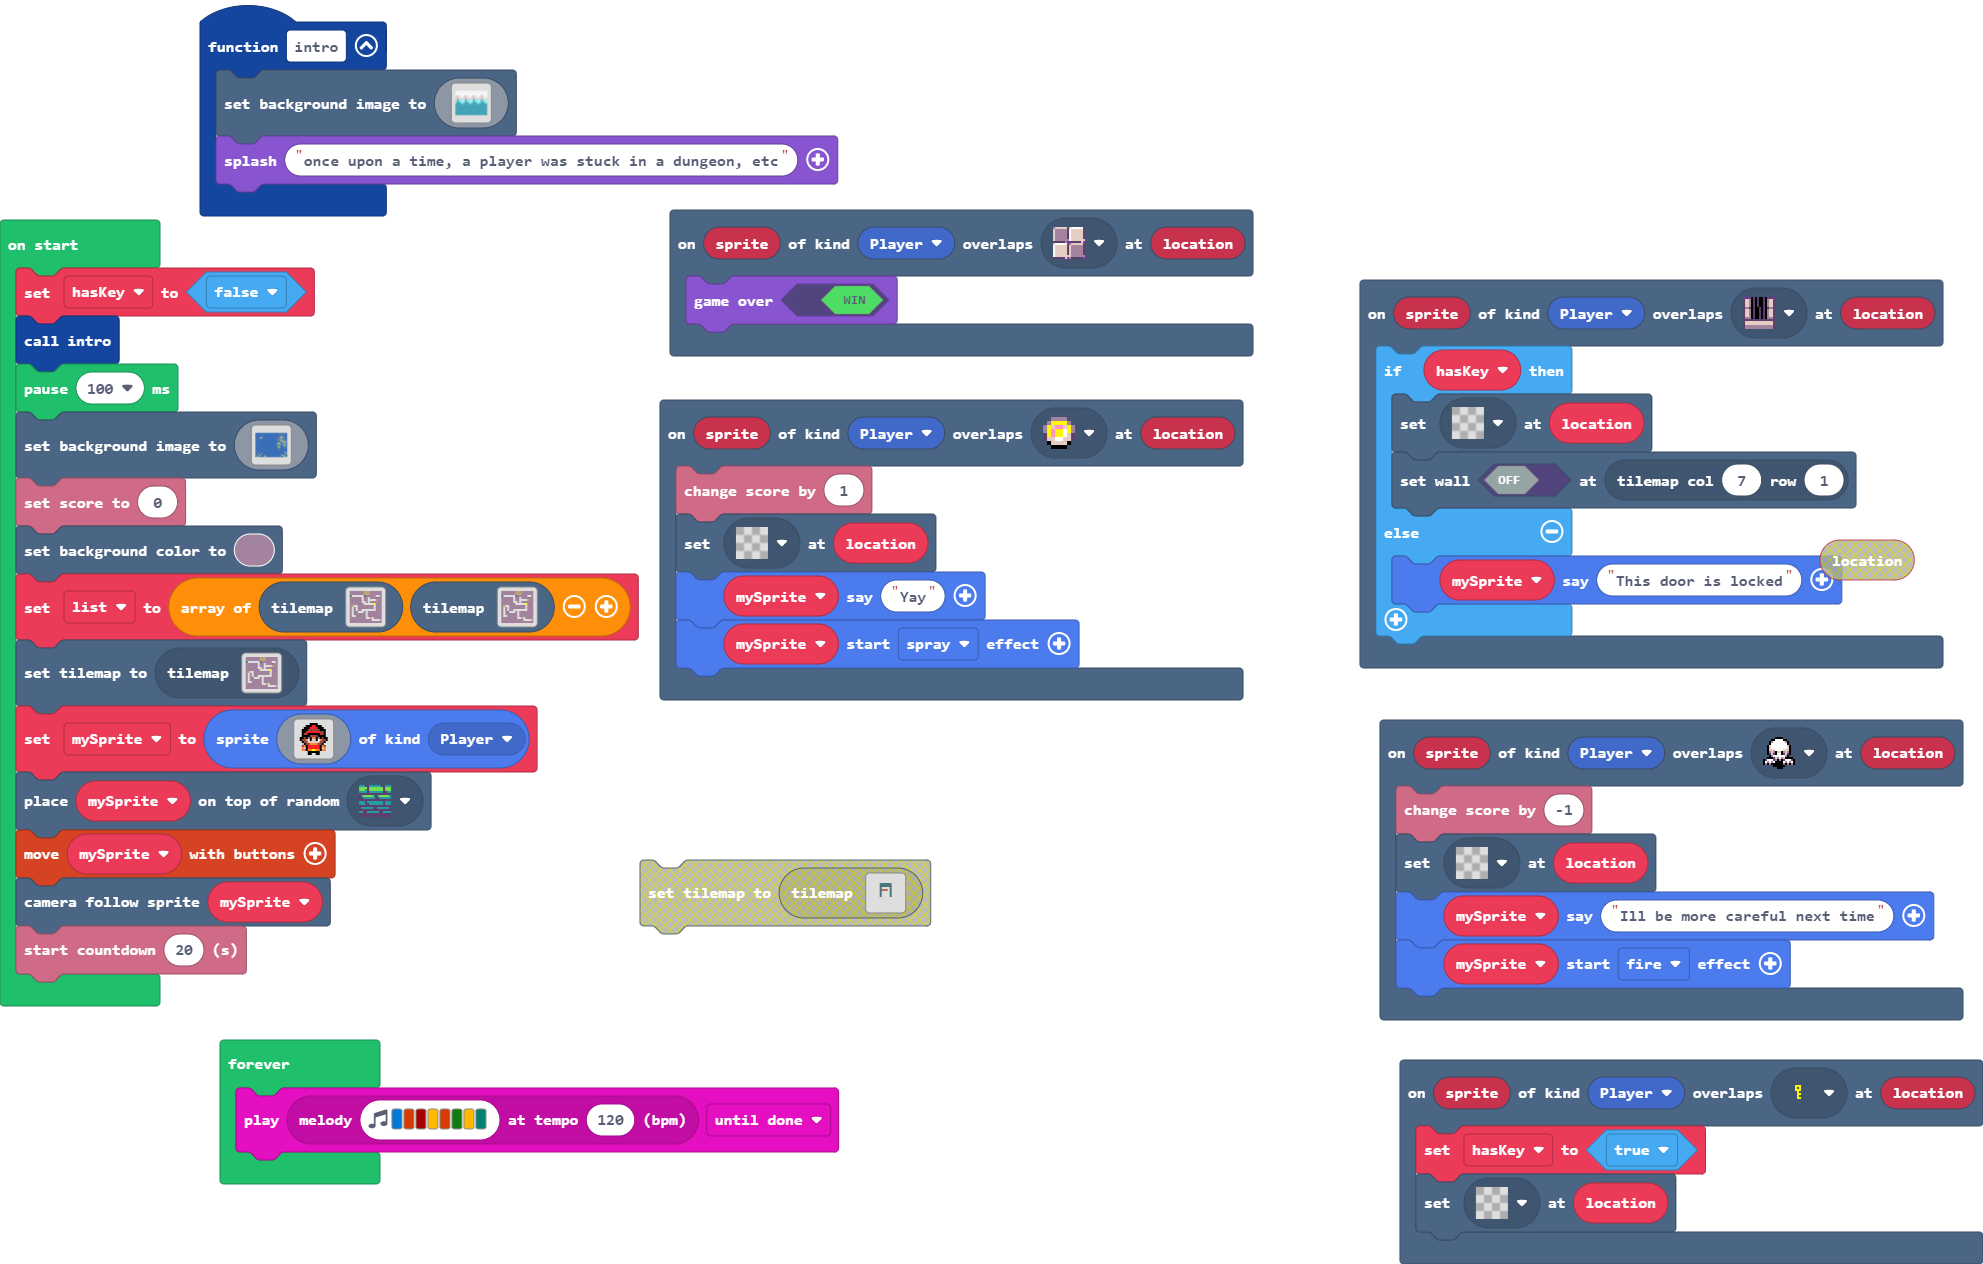 function intro
set background image to
splash "once upon a time, a player was stuck in a dungeon, etc"
on start
set hasKey to false
call intro
pause 100 ms
set background image to
set score to 0
set background color to
set list to array of tilemap tilemap
set tilemap to tilemap
set mySprite to sprite of kind Player
place mySprite on top of random
move mySprite with buttons
camera follow sprite mySprite
start countdown 20 (s)
on sprite of kind Player overlaps at location
game over WIN
on sprite of kind Player overlaps at location
change score by 1
set at location
mySprite say "Yay"
mySprite start spray effect
set tilemap to tilemap
forever
play melody at tempo 120 (bpm) until done
on sprite of kind Player overlaps at location
if hasKey then
set at location
set wall OFF at tilemap col 7 row 1
else
location
mySprite say "This door is locked"
on sprite of kind Player overlaps at location
change score by -1
set at location
mySprite say "Ill be more careful next time"
mySprite start fire effect
on sprite of kind Player overlaps at location
set hasKey to true
set at location